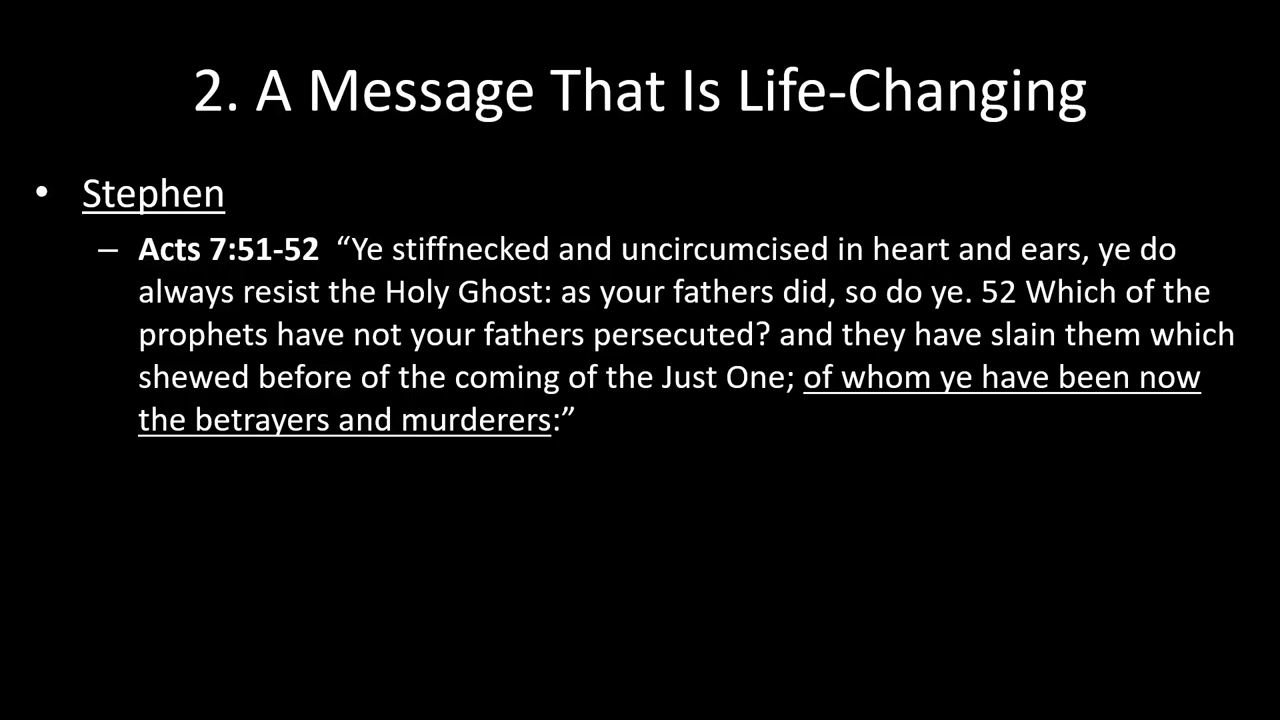 2. A Message That Is Life-Changing
• Stephen
– Acts 7:51-52 “Ye stiffnecked and uncircumcised in heart and ears, ye do
always resist the Holy Ghost: as your fathers did, so do ye. 52 Which of the
prophets have not your fathers persecuted? and they have slain them which
shewed before of the coming of the Just One; of whom ye have been now
the betrayers and murderers:”